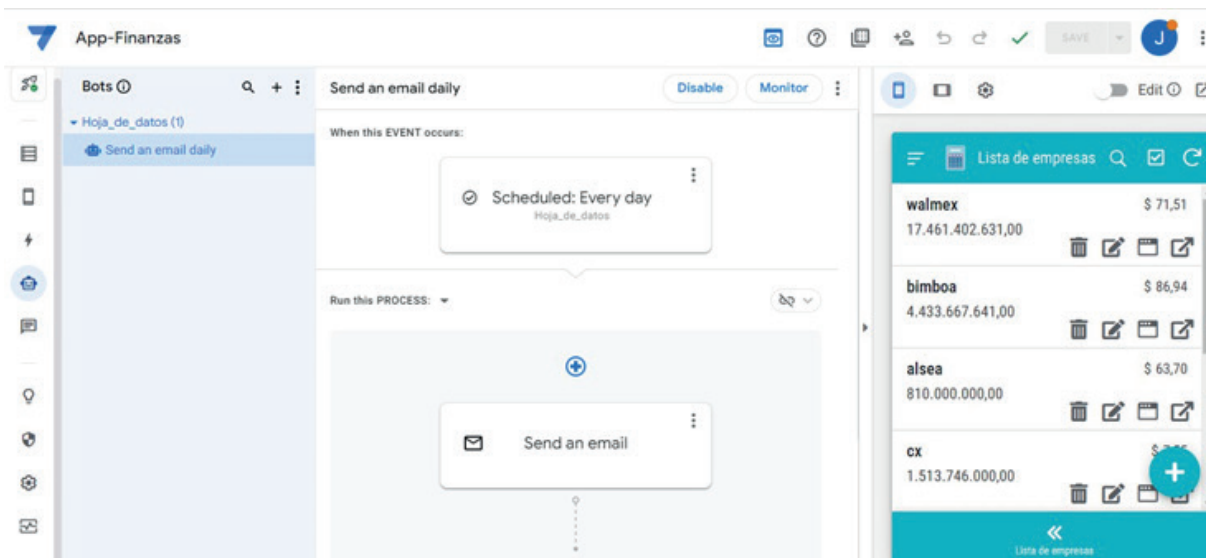 App-Finanzas
SAVE
J
Bots
Hoja_de_datos (1)
Send an email daily
Send an email daily
Disable
Monitor
When this EVENT occurs:
Scheduled: Every day
Hoja_de_datos
Run this PROCESS:
Send an email
Edit
Lista de empresas
walmex
$ 71,51
17.461.402.631,00
bimboa
$ 86,94
4.433.667.641,00
alsea
$ 63,70
810.000.000,00
cx
1.513.746.000,00
Lista de empresas